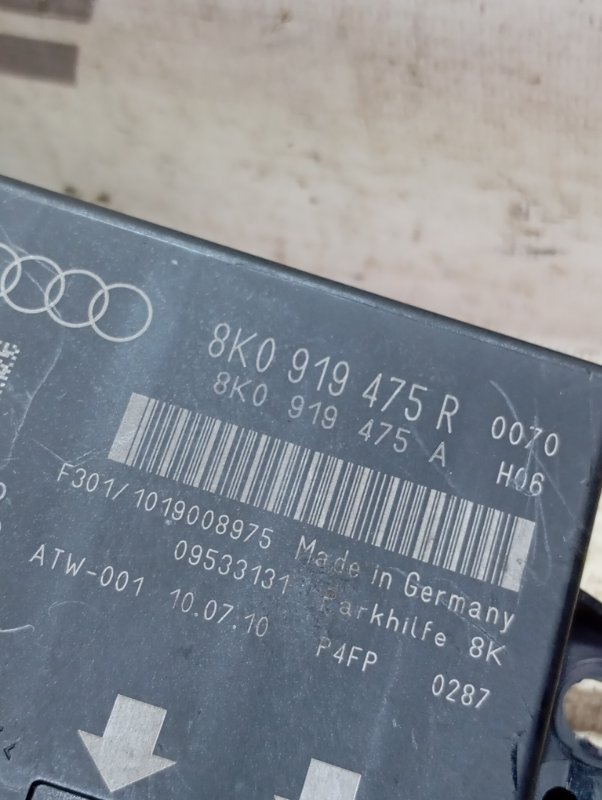 8K0 919 475 R 0070
8K0 919 475 A H06
F301/1019008975 Made in Germany
09533131 Parkhilfe 8K
ATW-001 10.07.10 P4FP 0287